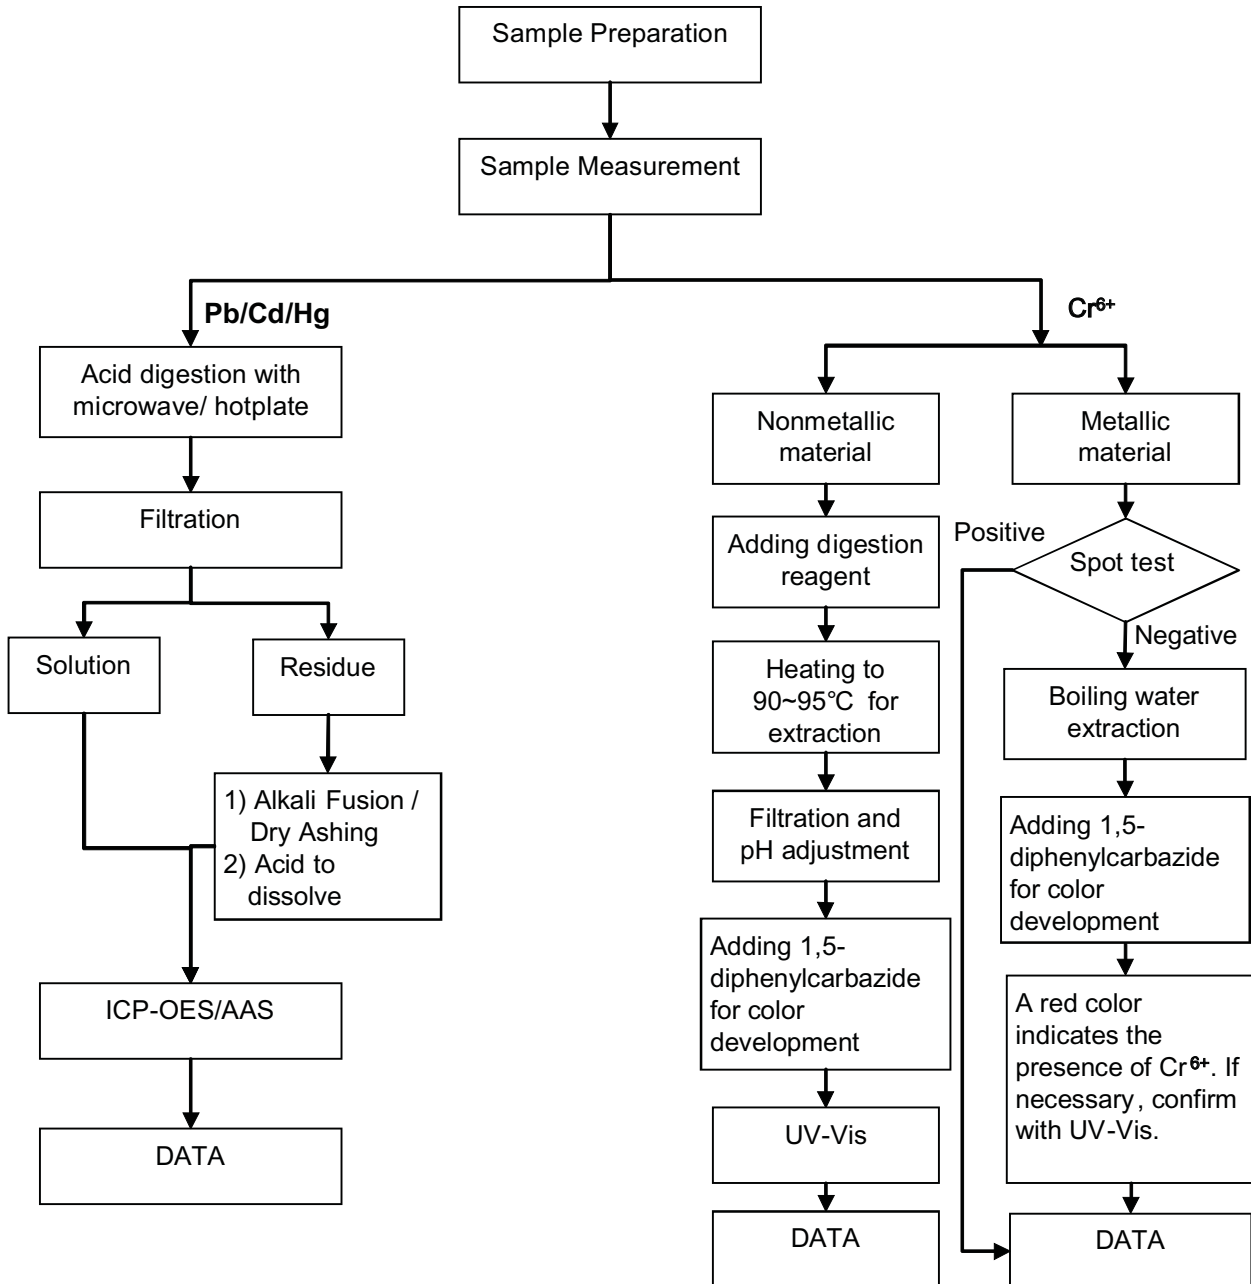 Sample Preparation
Sample Measurement
Pb/Cd/Hg
Acid digestion with
microwave/ hotplate
Filtration
Solution
Residue
1) Alkali Fusion /
Dry Ashing
2) Acid to
dissolve
ICP-OES/AAS
DATA
Cr⁶⁺
Nonmetallic
material
Adding digestion
reagent
Heating to
90~95℃ for
extraction
Filtration and
pH adjustment
Adding 1,5-
diphenylcarbazide
for color
development
UV-Vis
DATA
Metallic
material
Spot test
Positive
Negative
Boiling water
extraction
Adding 1,5-
diphenylcarbazide
for color
development
A red color
indicates the
presence of Cr⁶⁺. If
necessary, confirm
with UV-Vis.
DATA